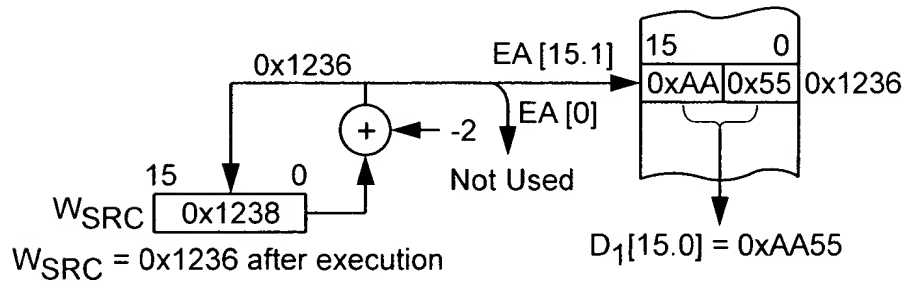 15 0
0x1236 EA [15.1]
0xAA 0x55 0x1236
EA [0]
+ -2
15 0 Not Used
WSRC 0x1238
D1[15.0] = 0xAA55
WSRC = 0x1236 after execution